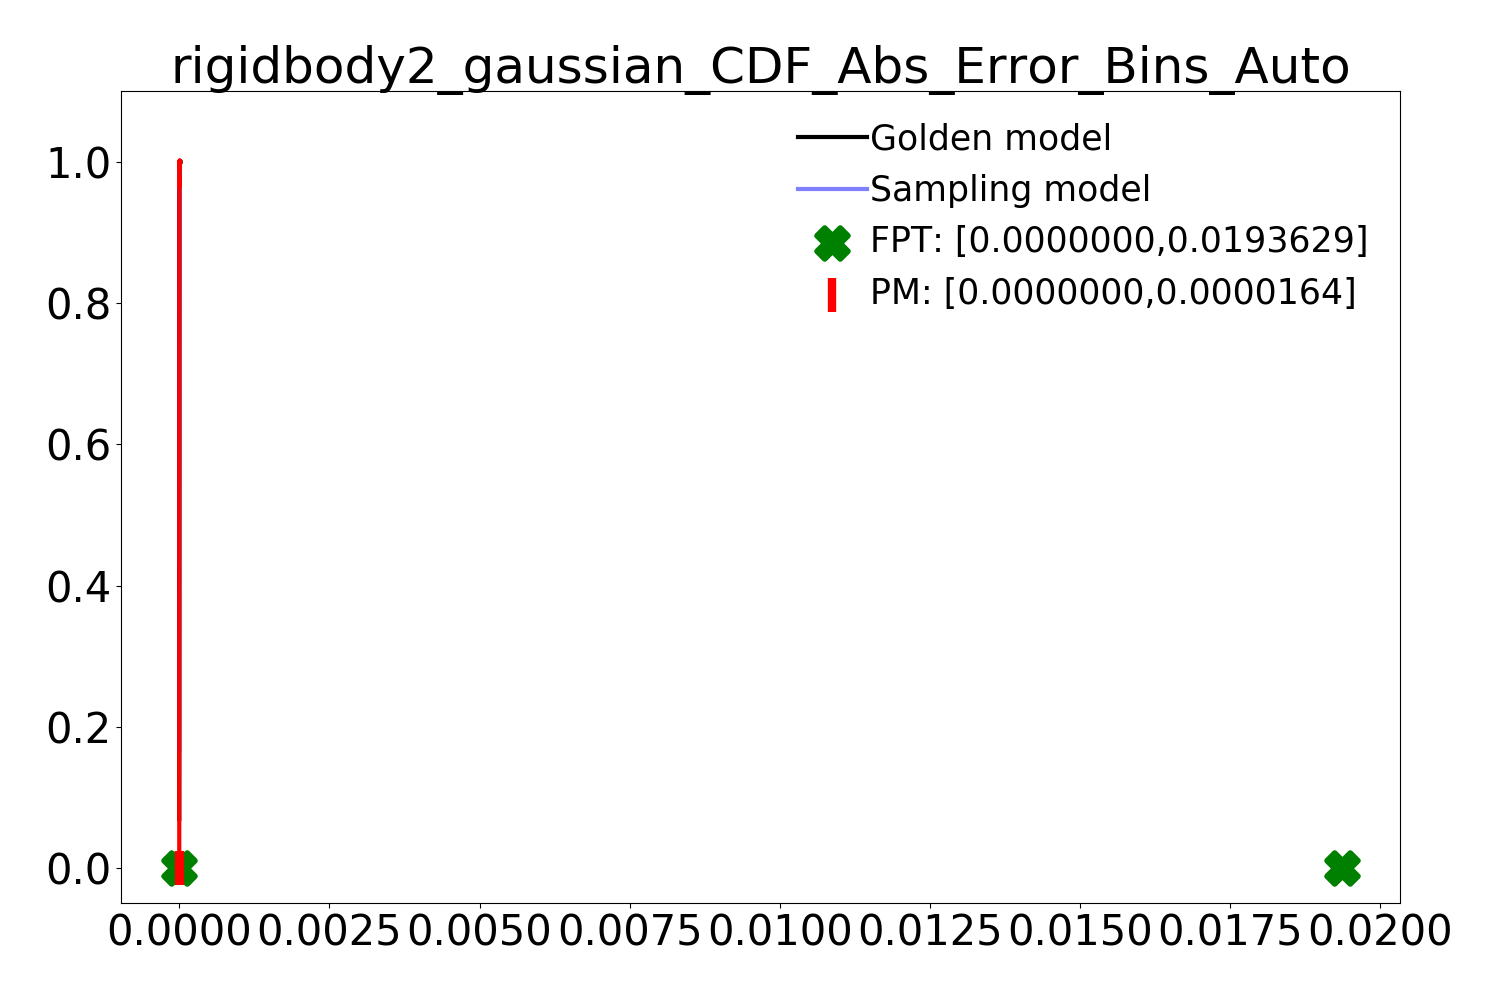 rigidbody2_gaussian_CDF_Abs_Error_Bins_Auto
Golden model
Sampling model
FPT: [0.0000000,0.0193629]
PM: [0.0000000,0.0000164]
1.0
0.8
0.6
0.4
0.2
0.0
0.0000 0.0025 0.0050 0.0075 0.0100 0.0125 0.0150 0.0175 0.0200